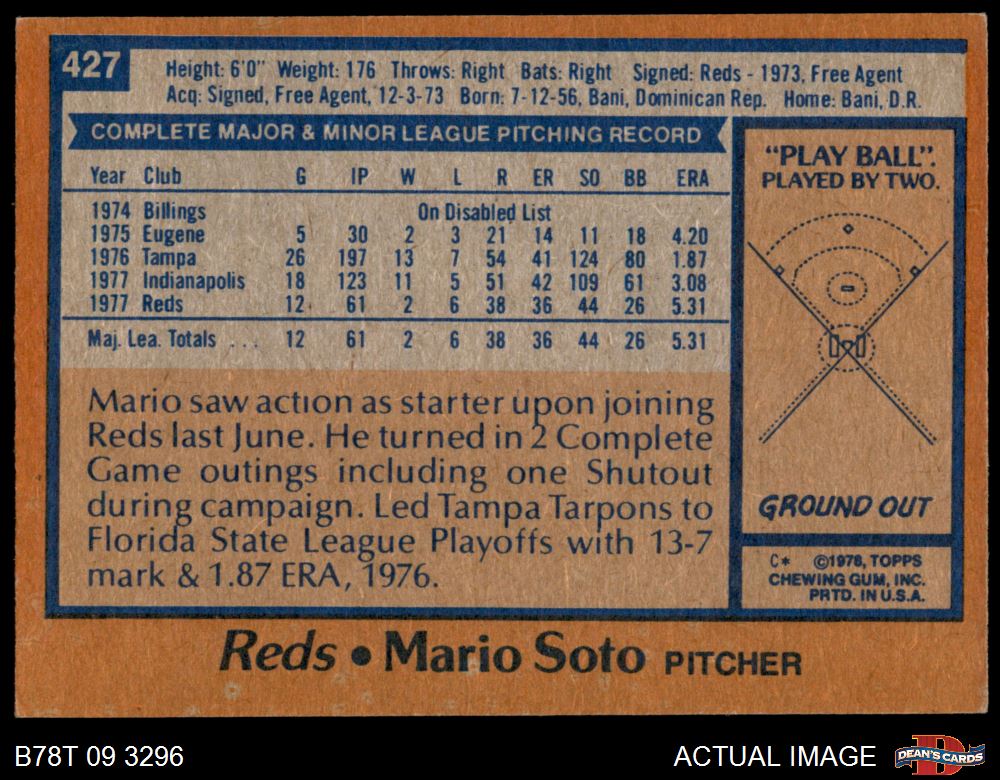 427
Height: 6'0" Weight: 176 Throws: Right Bats: Right Signed: Reds - 1973, Free Agent
Acq: Signed, Free Agent, 12-3-73 Born: 7-12-56, Bani, Dominican Rep. Home: Bani, D.R.
COMPLETE MAJOR & MINOR LEAGUE PITCHING RECORD
Year Club G IP W L R ER SO BB ERA
1974 Billings On Disabled List
1975 Eugene 5 30 2 3 21 14 11 18 4.20
1976 Tampa 26 197 13 7 54 41 124 80 1.87
1977 Indianapolis 18 123 11 5 51 42 109 61 3.08
1977 Reds 12 61 2 6 38 36 44 26 5.31
Maj. Lea. Totals . . . 12 61 2 6 38 36 44 26 5.31
Mario saw action as starter upon joining
Reds last June. He turned in 2 Complete
Game outings including one Shutout
during campaign. Led Tampa Tarpons to
Florida State League Playoffs with 13-7
mark & 1.87 ERA, 1976.
"PLAY BALL".
PLAYED BY TWO.
GROUND OUT
C* ©1978, TOPPS
CHEWING GUM, INC.
PRTD. IN U.S.A.
Reds • Mario Soto PITCHER
B78T 09 3296
ACTUAL IMAGE
DEAN'S CARDS